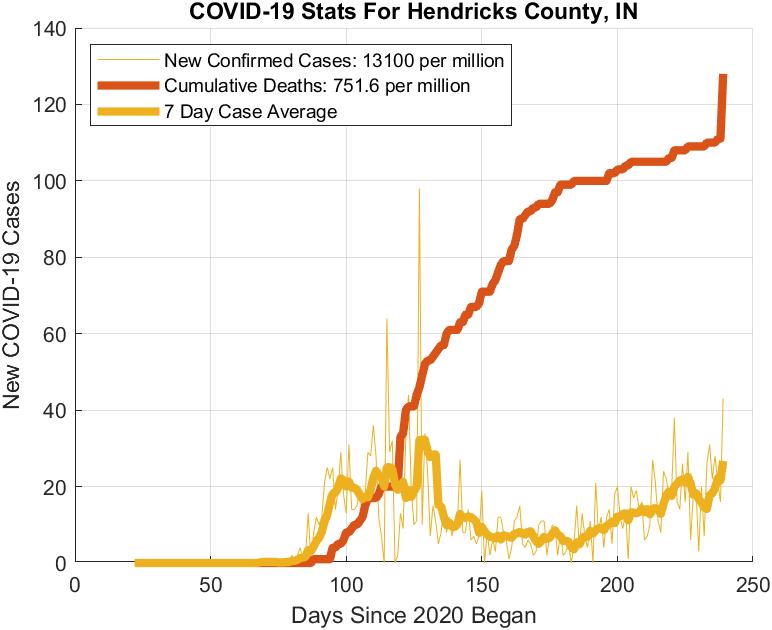 COVID-19 Stats For Hendricks County, IN
New Confirmed Cases: 13100 per million
Cumulative Deaths: 751.6 per million
7 Day Case Average
New COVID-19 Cases
140
120
100
80
60
40
20
0
0 50 100 150 200 250
Days Since 2020 Began